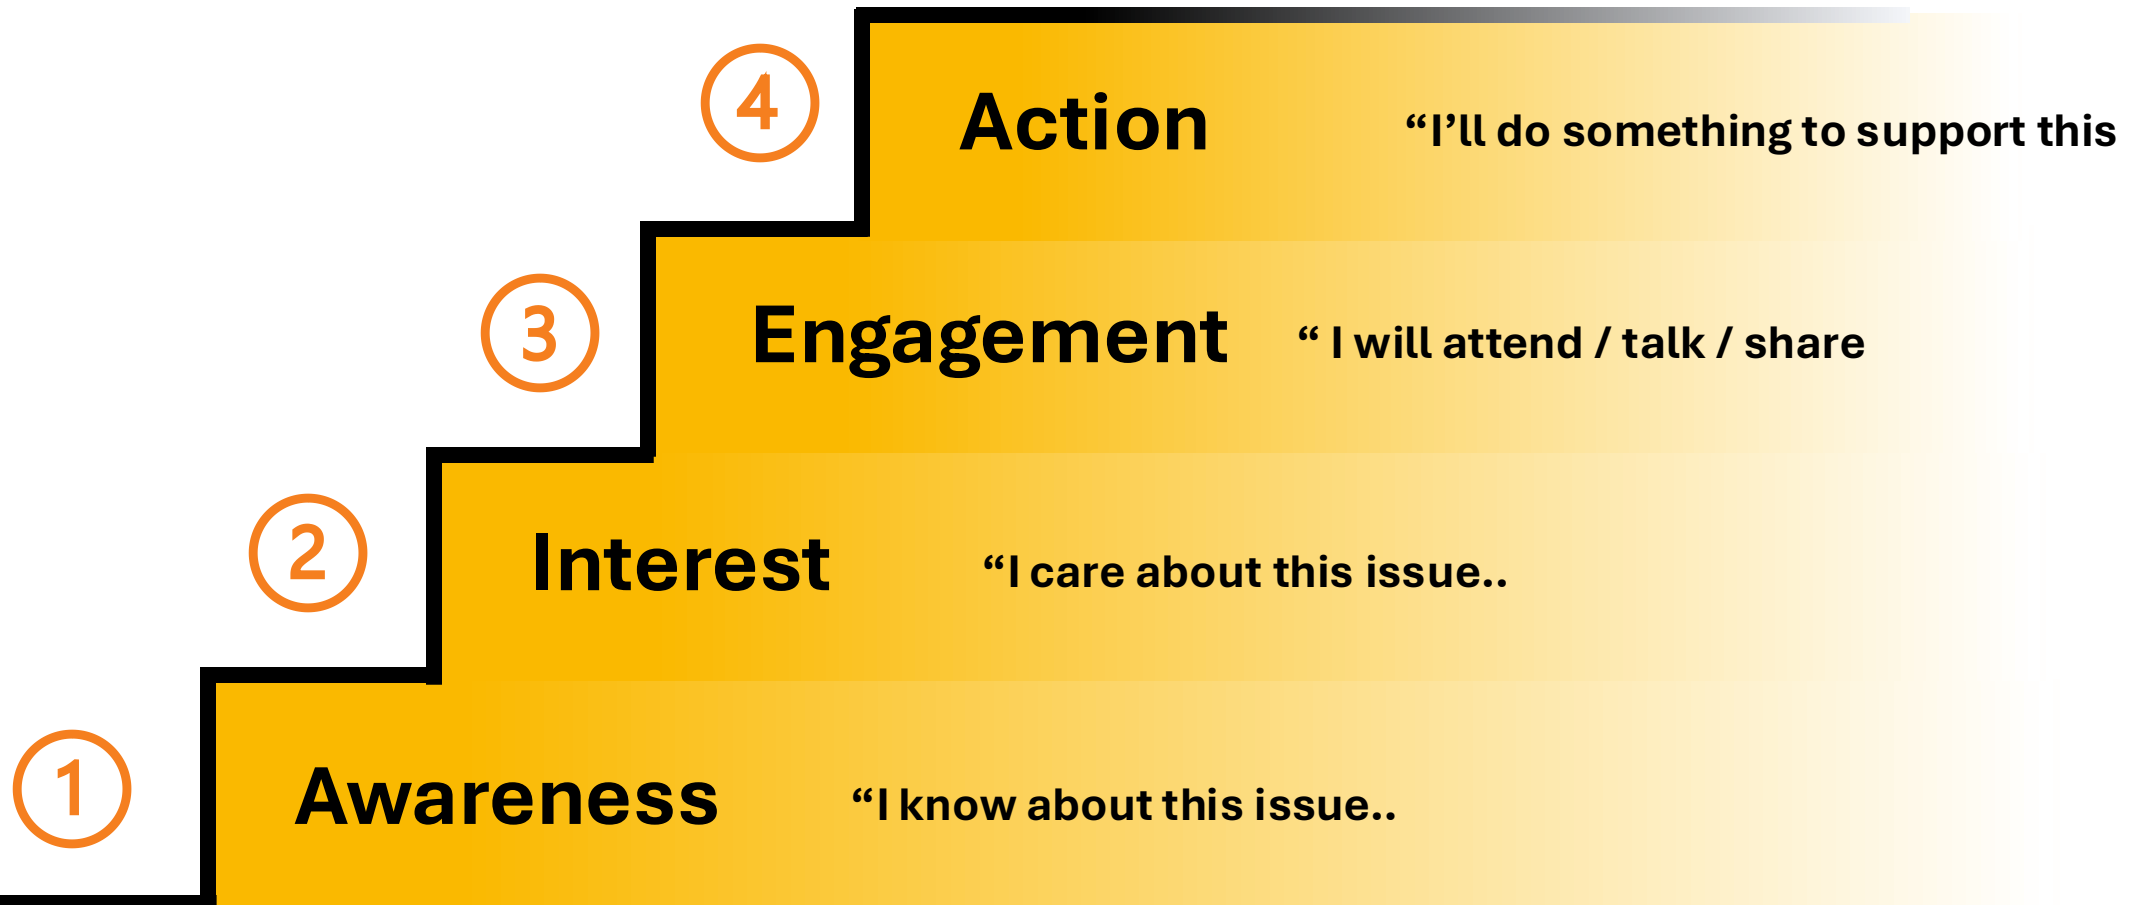 4
Action “I’ll do something to support this
3
Engagement “ I will attend / talk / share
2
Interest “I care about this issue..
1
Awareness “I know about this issue..